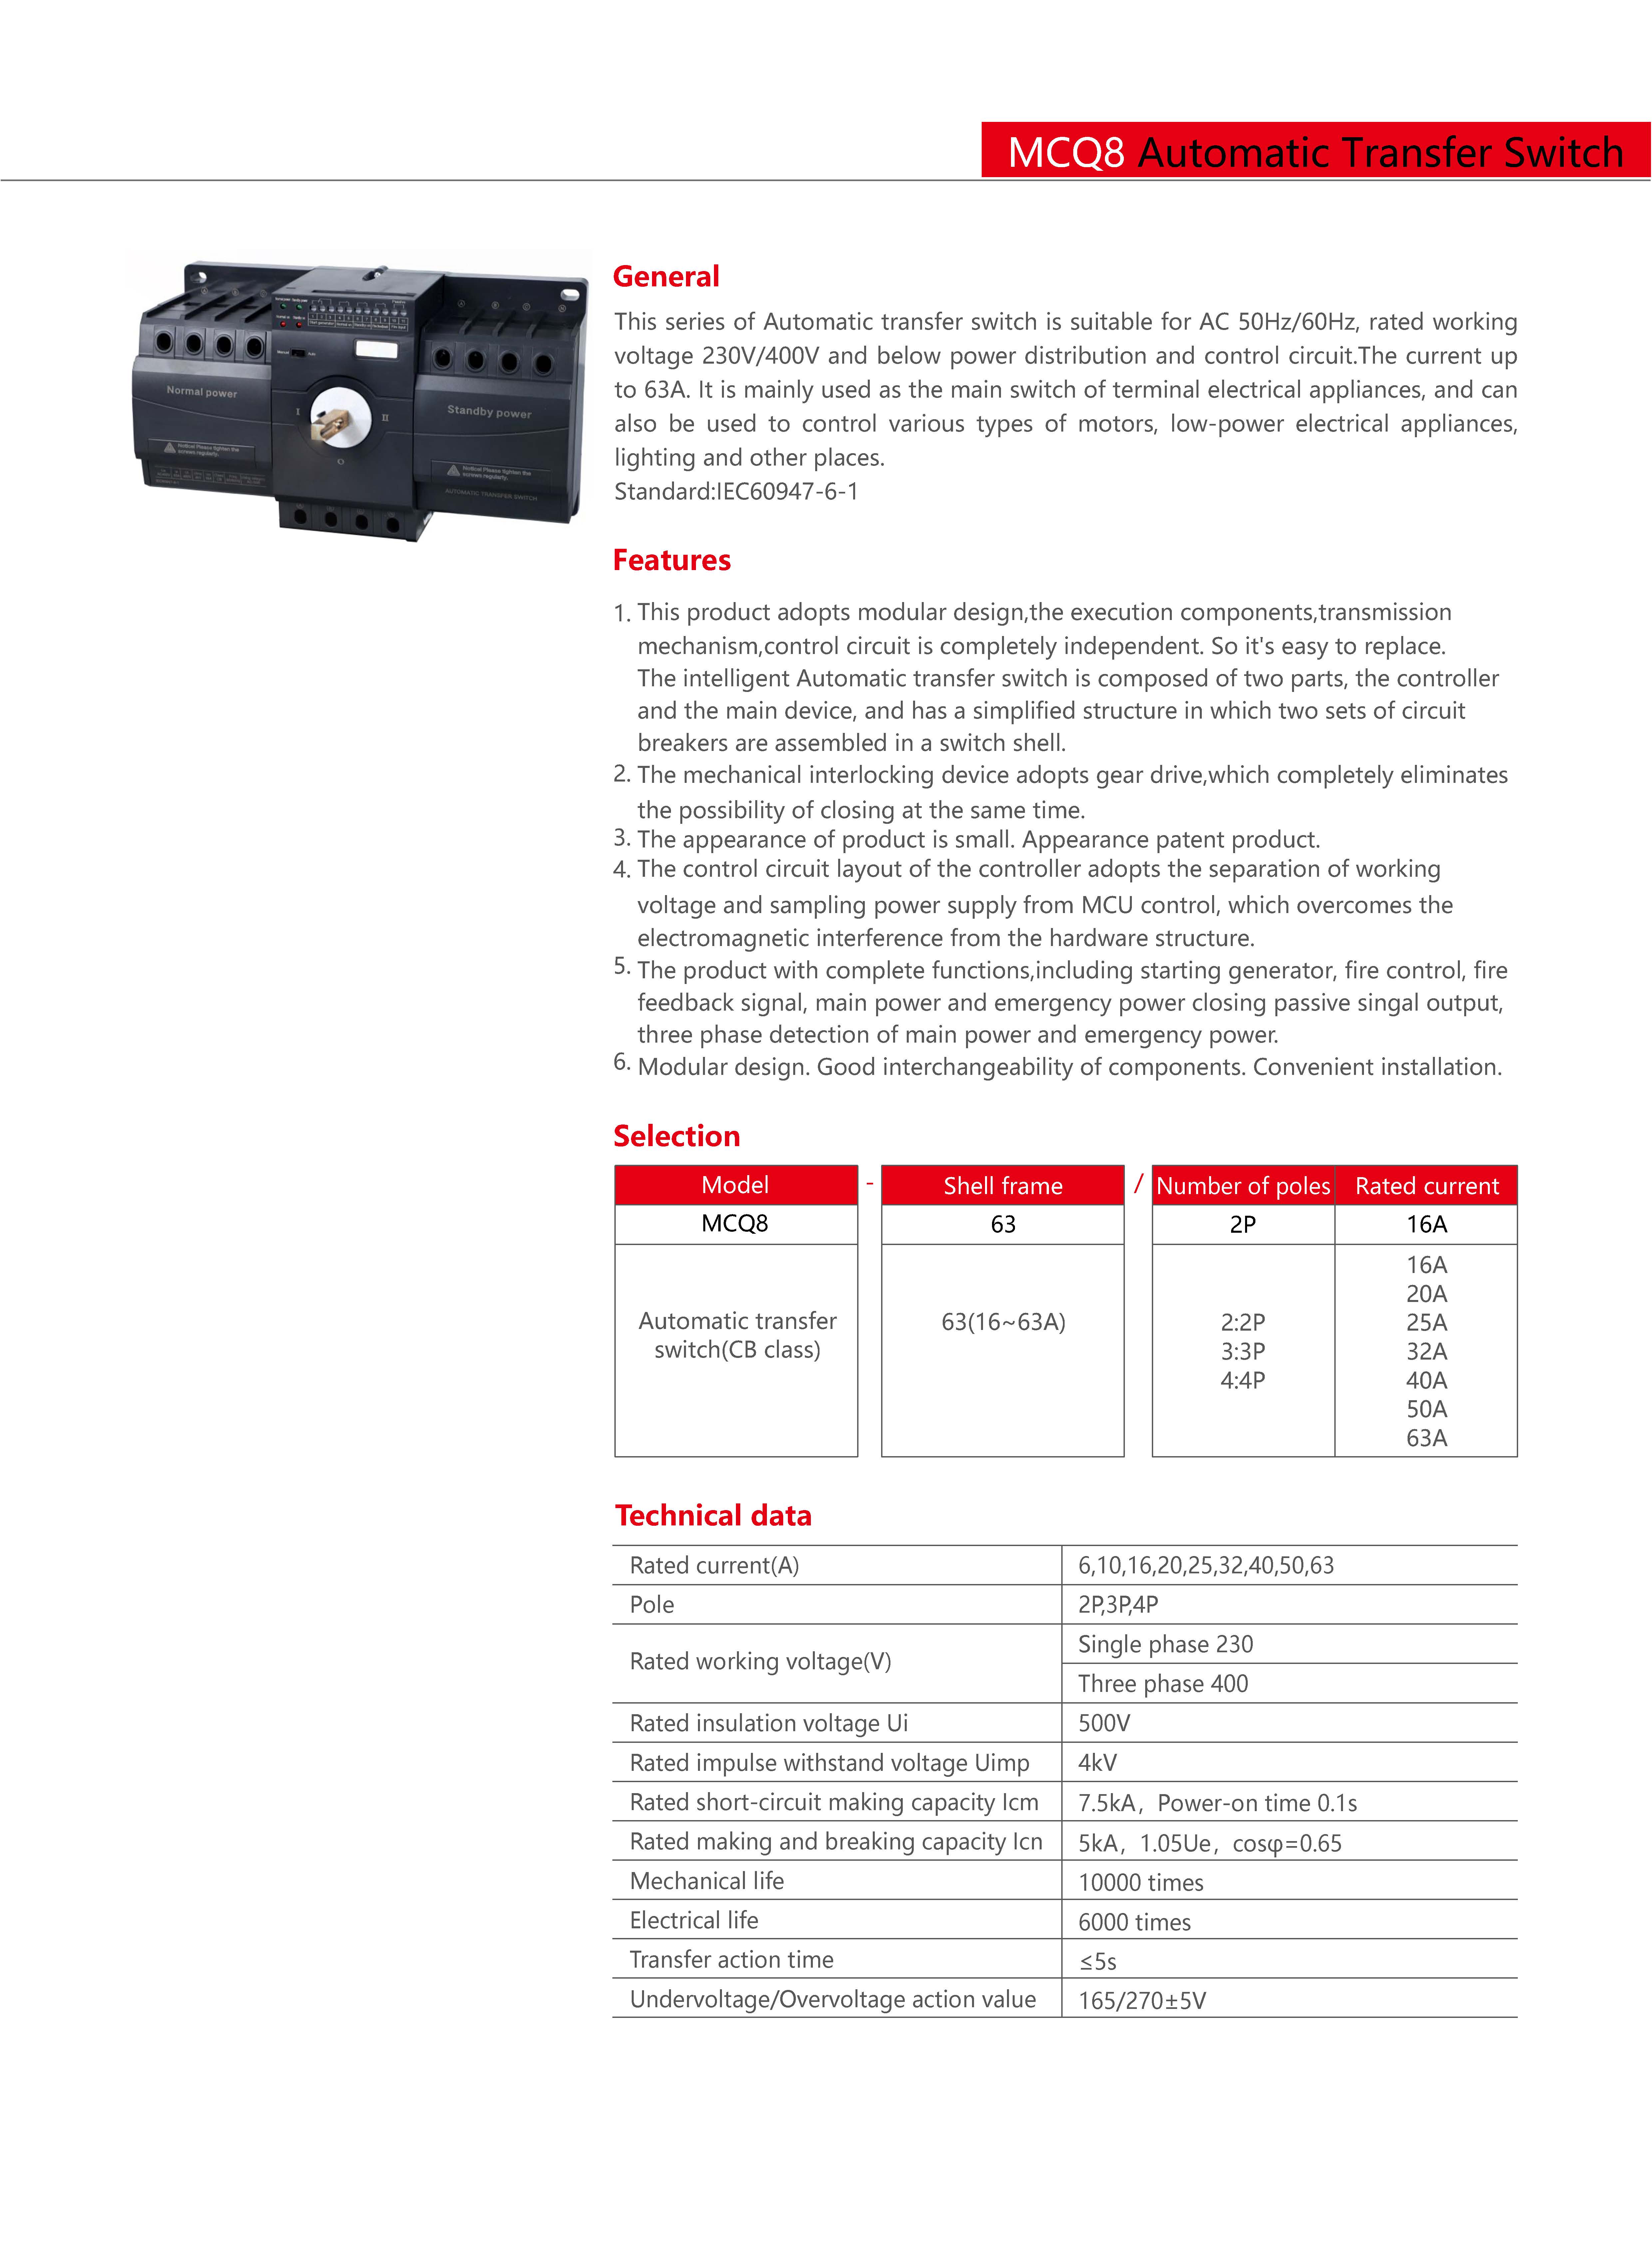 MCQ8 Automatic Transfer Switch
Normal power
Standby power
I
II
O
Notice! Please tighten the
screws regularly.
Notice! Please tighten the
screws regularly.
AUTOMATIC TRANSFER SWITCH
General
This series of Automatic transfer switch is suitable for AC 50Hz/60Hz, rated working
voltage 230V/400V and below power distribution and control circuit.The current up
to 63A. It is mainly used as the main switch of terminal electrical appliances, and can
also be used to control various types of motors, low-power electrical appliances,
lighting and other places.
Standard:IEC60947-6-1
Features
1. This product adopts modular design,the execution components,transmission
mechanism,control circuit is completely independent. So it's easy to replace.
The intelligent Automatic transfer switch is composed of two parts, the controller
and the main device, and has a simplified structure in which two sets of circuit
breakers are assembled in a switch shell.
2. The mechanical interlocking device adopts gear drive,which completely eliminates
the possibility of closing at the same time.
3. The appearance of product is small. Appearance patent product.
4. The control circuit layout of the controller adopts the separation of working
voltage and sampling power supply from MCU control, which overcomes the
electromagnetic interference from the hardware structure.
5. The product with complete functions,including starting generator, fire control, fire
feedback signal, main power and emergency power closing passive singal output,
three phase detection of main power and emergency power.
6. Modular design. Good interchangeability of components. Convenient installation.
Selection
Model - Shell frame / Number of poles Rated current
MCQ8 63 2P 16A
Automatic transfer
switch(CB class)
63(16~63A)
2:2P
3:3P
4:4P
16A
20A
25A
32A
40A
50A
63A
Technical data
Rated current(A) 6,10,16,20,25,32,40,50,63
Pole 2P,3P,4P
Rated working voltage(V) Single phase 230
Three phase 400
Rated insulation voltage Ui 500V
Rated impulse withstand voltage Uimp 4kV
Rated short-circuit making capacity Icm 7.5kA, Power-on time 0.1s
Rated making and breaking capacity Icn 5kA, 1.05Ue, cosφ=0.65
Mechanical life 10000 times
Electrical life 6000 times
Transfer action time ≤5s
Undervoltage/Overvoltage action value 165/270±5V